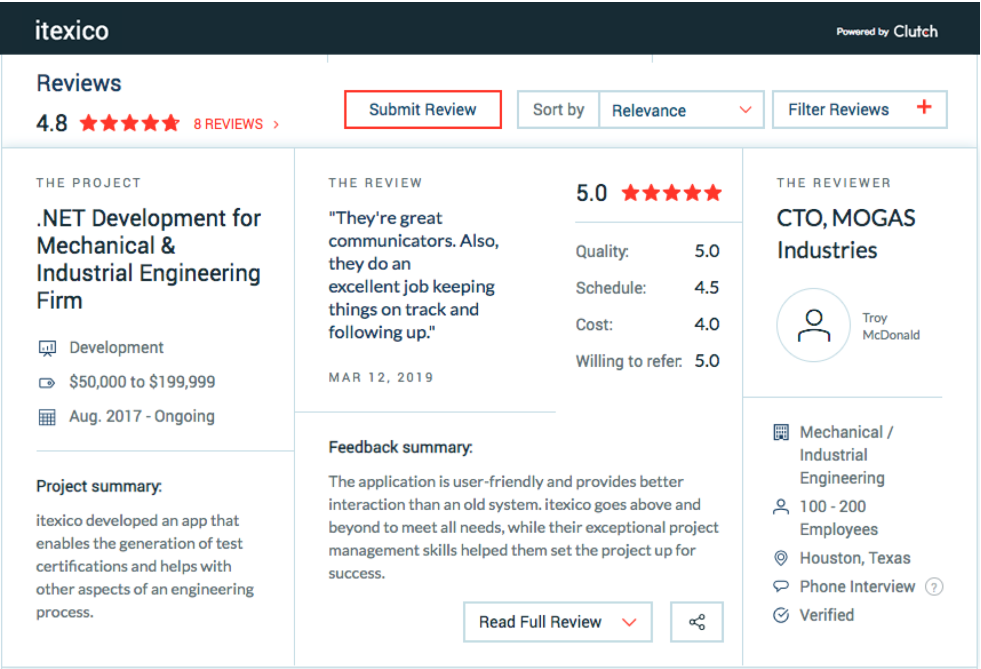 itexico
Powered by Clutch
Reviews
4.8
8 REVIEWS >
Submit Review
Sort by
Relevance
Filter Reviews +
THE PROJECT
.NET Development for
Mechanical &
Industrial Engineering
Firm
Development
$50,000 to $199,999
Aug. 2017 - Ongoing
Project summary:
itexico developed an app that
enables the generation of test
certifications and helps with
other aspects of an engineering
process.
THE REVIEW
"They're great
communicators. Also,
they do an
excellent job keeping
things on track and
following up."
MAR 12, 2019
5.0
Quality: 5.0
Schedule: 4.5
Cost: 4.0
Willing to refer: 5.0
Feedback summary:
The application is user-friendly and provides better
interaction than an old system. itexico goes above and
beyond to meet all needs, while their exceptional project
management skills helped them set the project up for
success.
Read Full Review
THE REVIEWER
CTO, MOGAS
Industries
Troy
McDonald
Mechanical /
Industrial
Engineering
100 - 200
Employees
Houston, Texas
Phone Interview ?
Verified